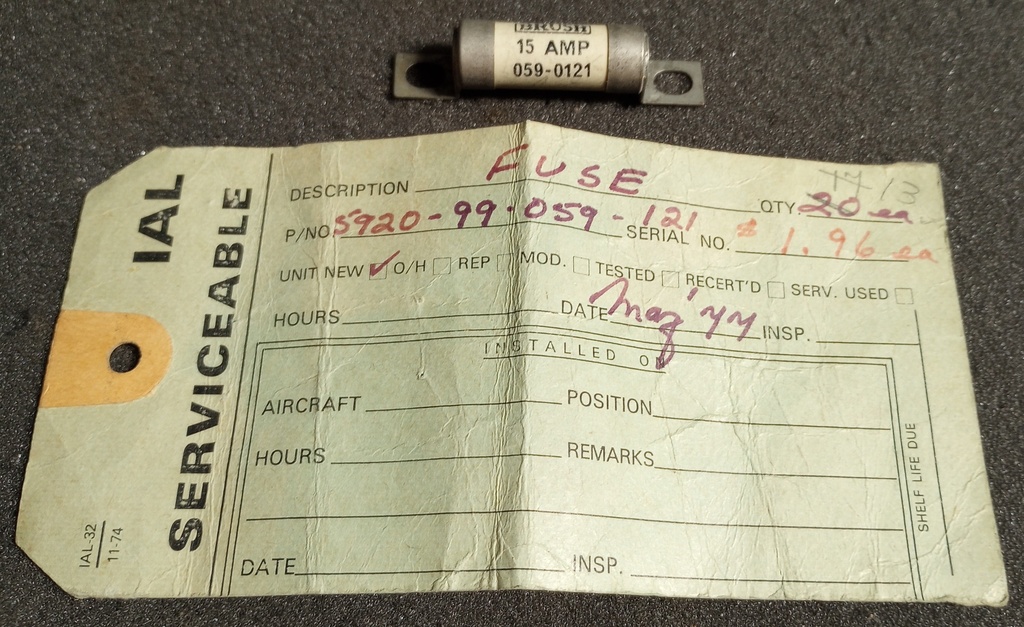 BRUSH
15 AMP
059-0121
IAL
SERVICEABLE
IAL-32
11-74
DESCRIPTION FUSE QTY. 20 ea 17/13
P/NO. 5920-99-059-121 SERIAL NO. $1.96 ea
UNIT NEW ✓ O/H REP MOD. TESTED RECERT'D SERV. USED
HOURS DATE May '77 INSP.
INSTALLED ON
AIRCRAFT POSITION
HOURS REMARKS
DATE INSP.
SHELF LIFE DUE